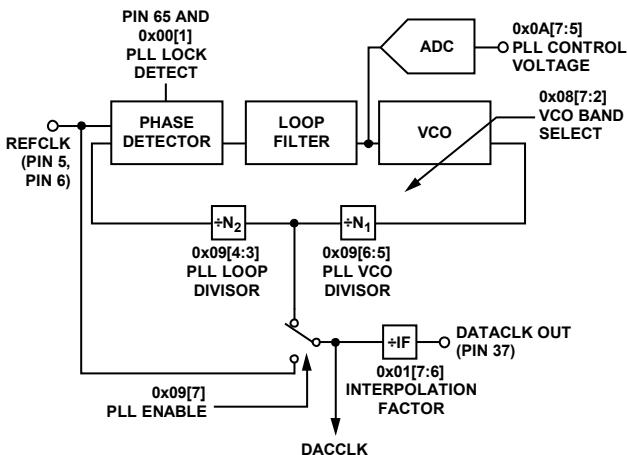 PIN 65 AND
0x00[1]
PLL LOCK
DETECT
ADC
0x0A[7:5]
PLL CONTROL
VOLTAGE
0x08[7:2]
VCO BAND
SELECT
REFCLK
(PIN 5,
PIN 6)
PHASE
DETECTOR
LOOP
FILTER
VCO
÷N2
0x09[4:3]
PLL LOOP
DIVISOR
÷N1
0x09[6:5]
PLL VCO
DIVISOR
÷IF
DATACLK OUT
(PIN 37)
0x01[7:6]
INTERPOLATION
FACTOR
0x09[7]
PLL ENABLE
DACCLK